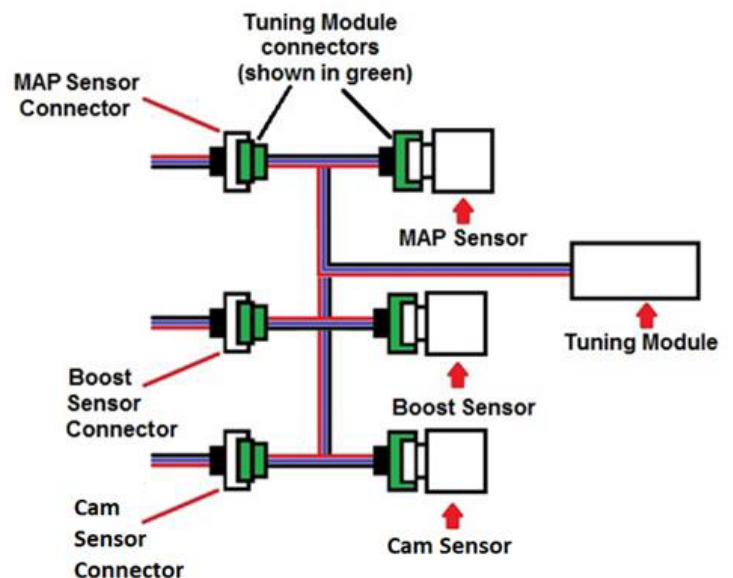 Tuning Module
connectors
(shown in green)
MAP Sensor
Connector
MAP Sensor
Tuning Module
Boost
Sensor
Connector
Boost Sensor
Cam
Sensor
Connector
Cam Sensor